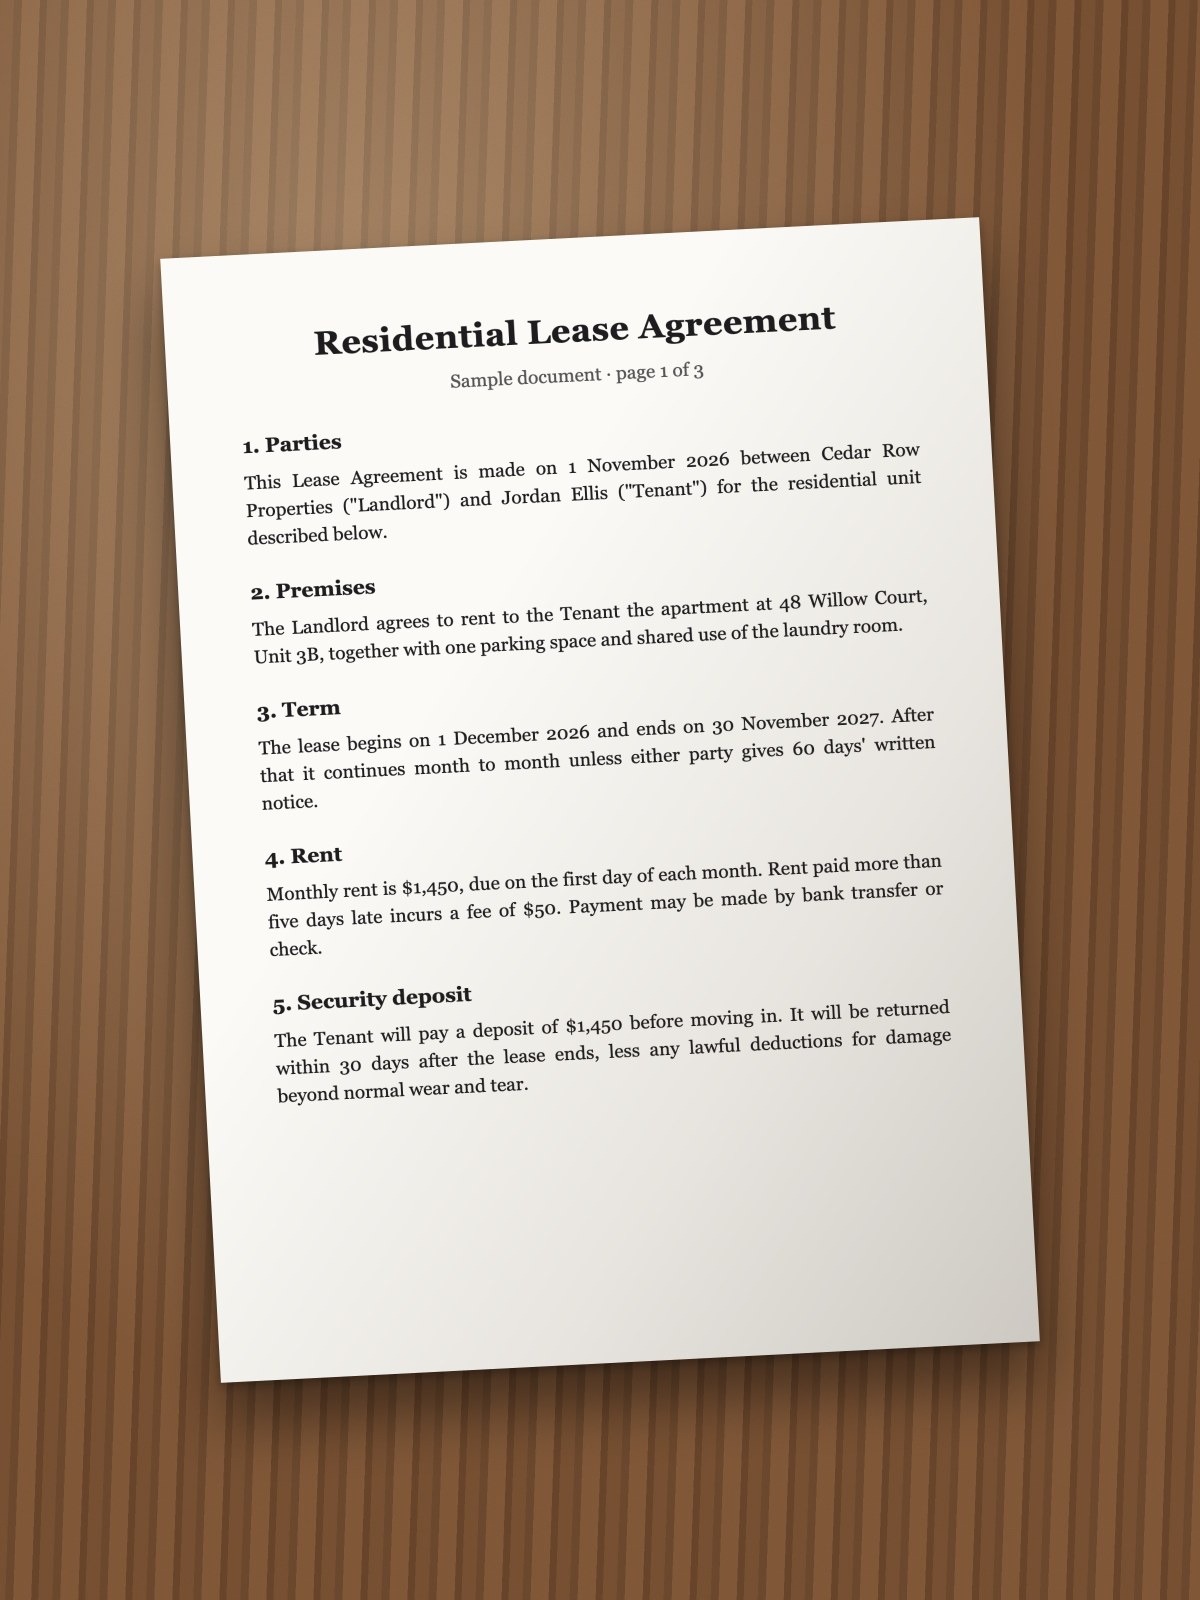 Residential Lease Agreement
Sample document · page 1 of 3
1. Parties
This Lease Agreement is made on 1 November 2026 between Cedar Row
Properties ("Landlord") and Jordan Ellis ("Tenant") for the residential unit
described below.
2. Premises
The Landlord agrees to rent to the Tenant the apartment at 48 Willow Court,
Unit 3B, together with one parking space and shared use of the laundry room.
3. Term
The lease begins on 1 December 2026 and ends on 30 November 2027. After
that it continues month to month unless either party gives 60 days' written
notice.
4. Rent
Monthly rent is $1,450, due on the first day of each month. Rent paid more than
five days late incurs a fee of $50. Payment may be made by bank transfer or
check.
5. Security deposit
The Tenant will pay a deposit of $1,450 before moving in. It will be returned
within 30 days after the lease ends, less any lawful deductions for damage
beyond normal wear and tear.